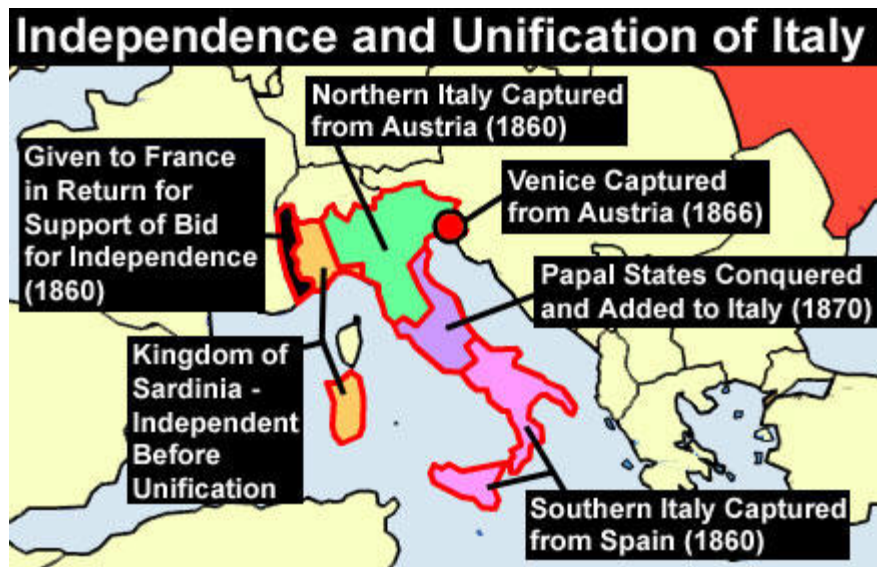 Independence and Unification of Italy
Northern Italy Captured
from Austria (1860)
Given to France
in Return for
Support of Bid
for Independence
(1860)
Venice Captured
from Austria (1866)
Papal States Conquered
and Added to Italy (1870)
Kingdom of
Sardinia -
Independent
Before
Unification
Southern Italy Captured
from Spain (1860)